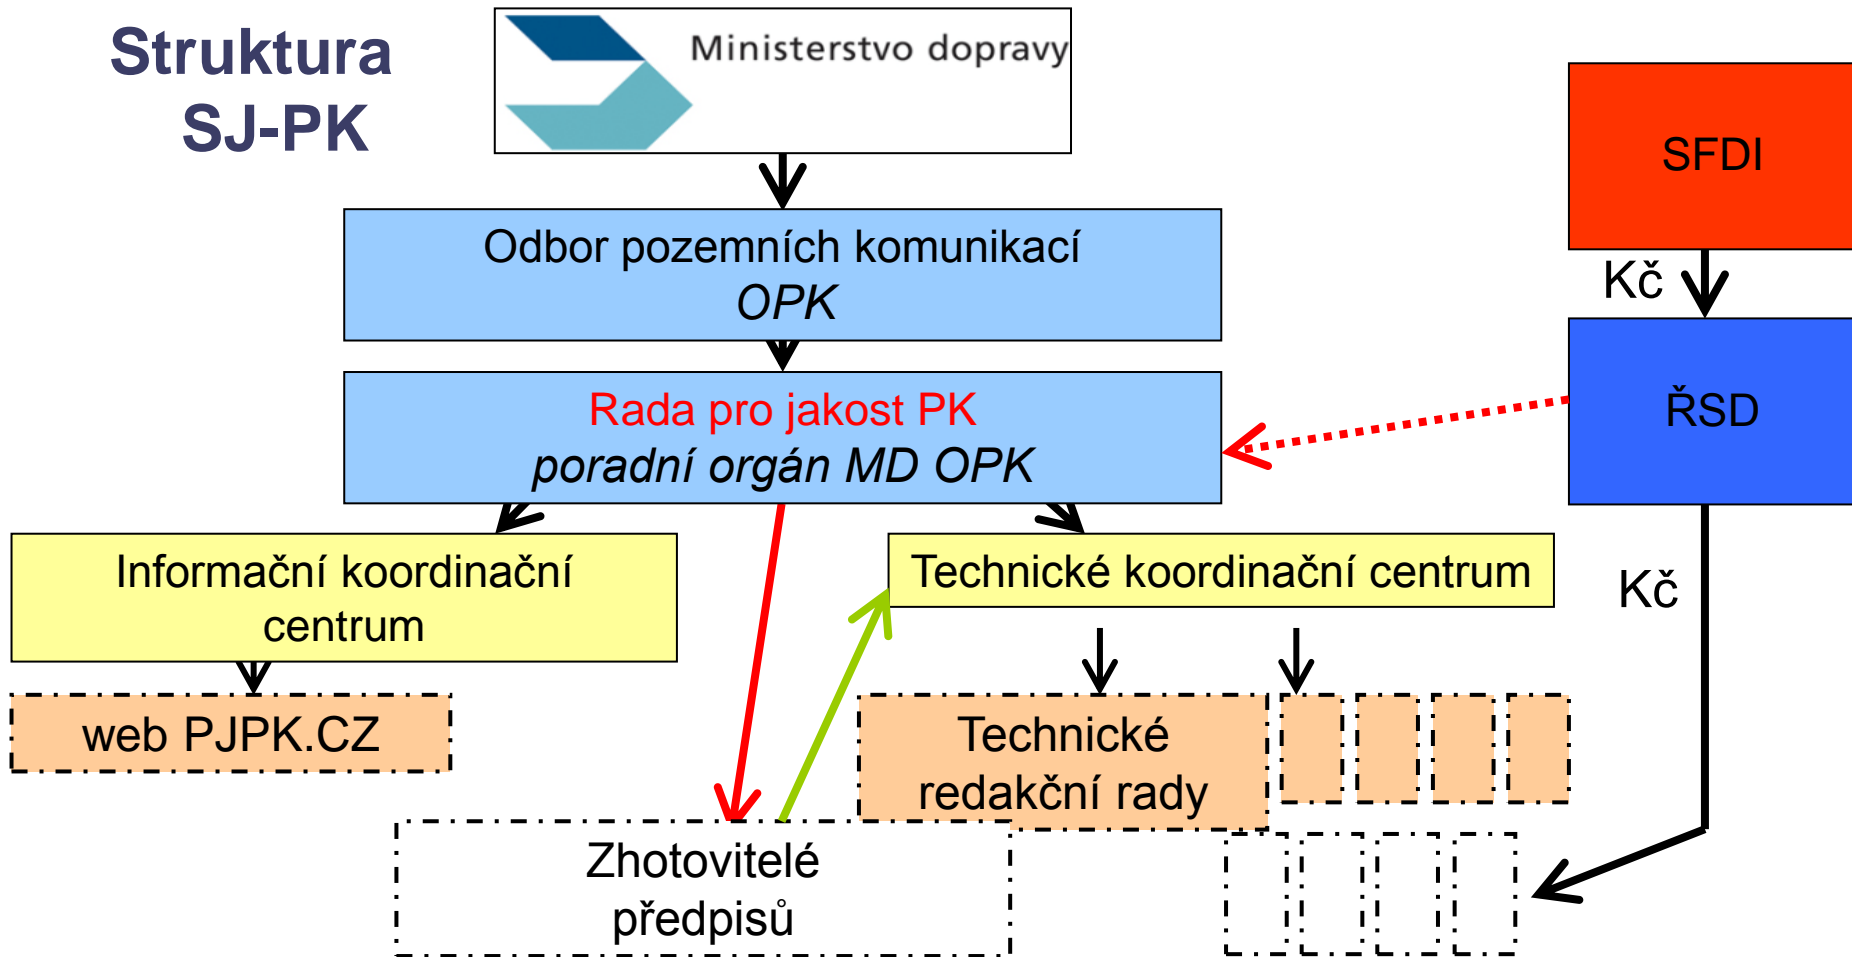 Struktura
SJ-PK
Ministerstvo dopravy
SFDI
Odbor pozemních komunikací
OPK
Kč
Rada pro jakost PK
poradní orgán MD OPK
ŘSD
Informační koordinační
centrum
Technické koordinační centrum
Kč
web PJPK.CZ
Technické
redakční rady
Zhotovitelé
předpisů